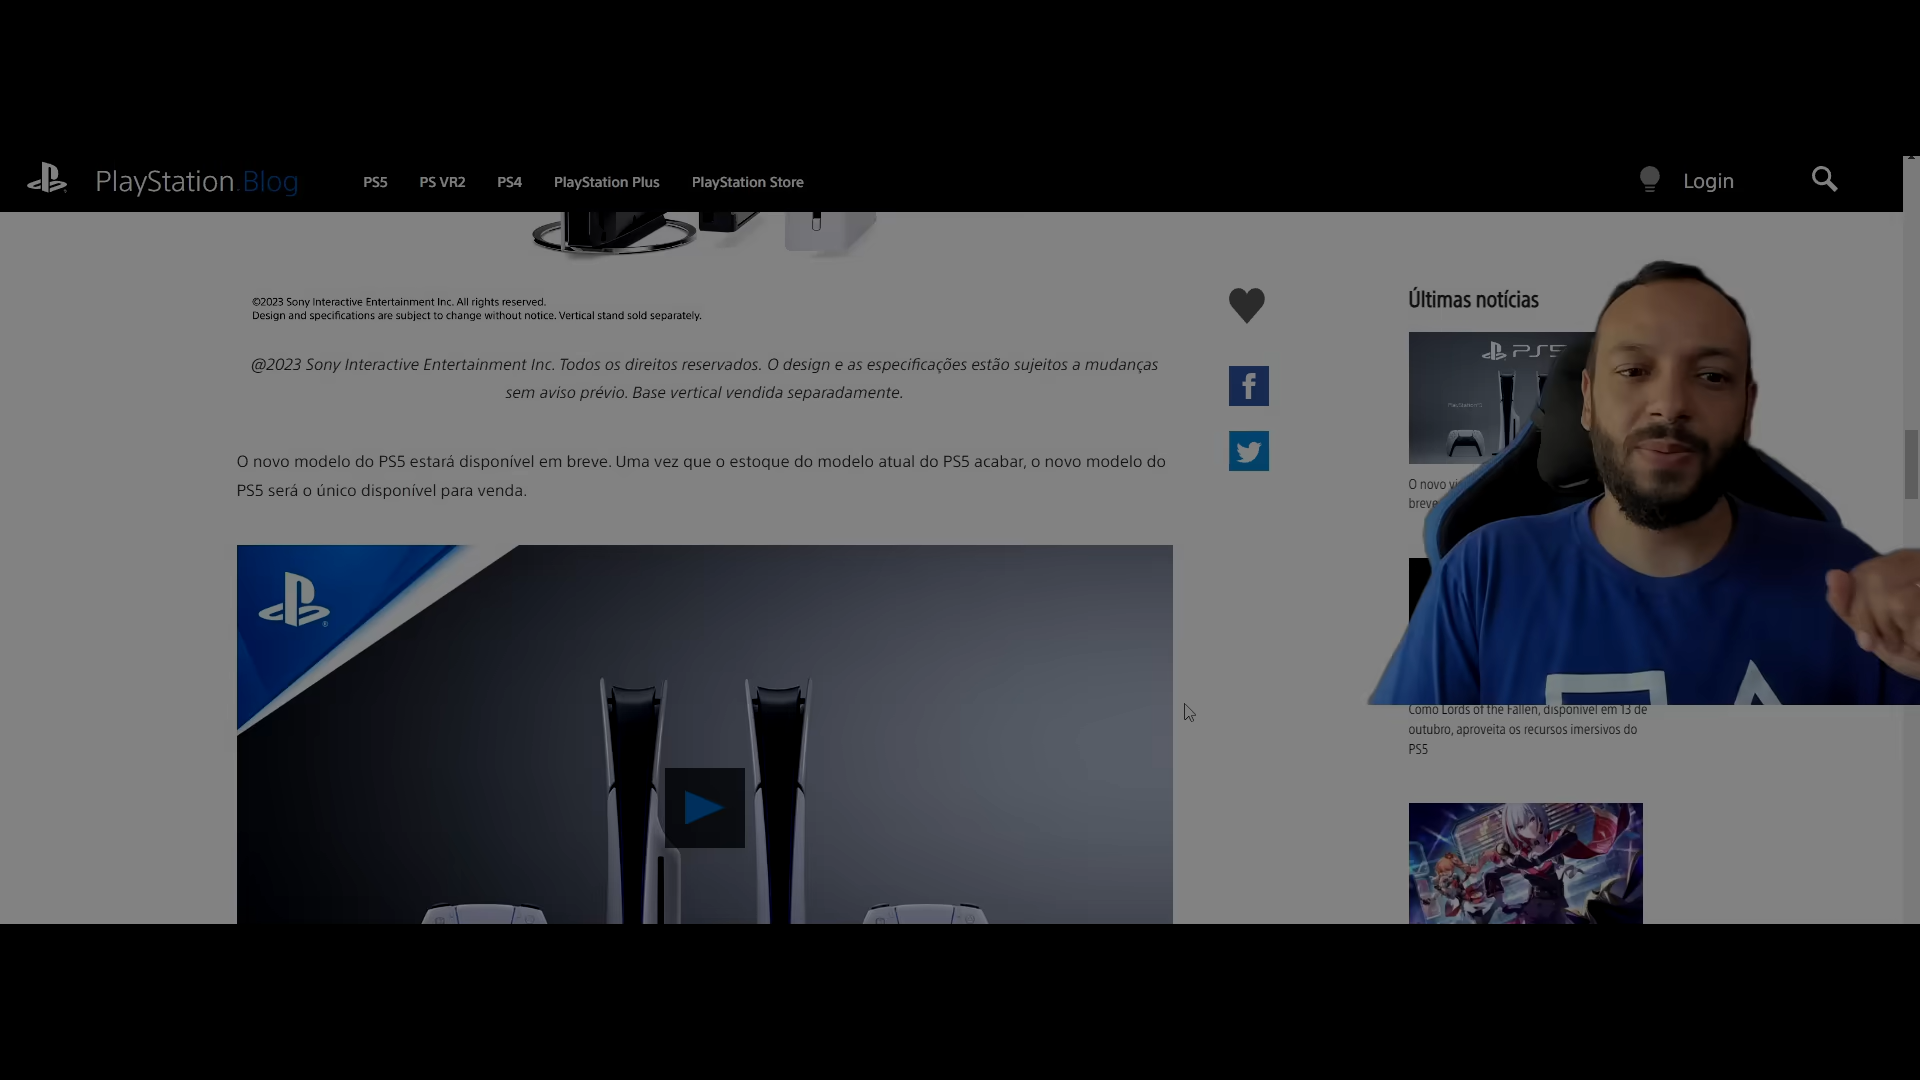 PlayStation.Blog
PS5
PS VR2
PS4
PlayStation Plus
PlayStation Store
Login
©2023 Sony Interactive Entertainment Inc. All rights reserved.
Design and specifications are subject to change without notice. Vertical stand sold separately.
@2023 Sony Interactive Entertainment Inc. Todos os direitos reservados. O design e as especificações estão sujeitos a mudanças
sem aviso prévio. Base vertical vendida separadamente.
O novo modelo do PS5 estará disponível em breve. Uma vez que o estoque do modelo atual do PS5 acabar, o novo modelo do
PS5 será o único disponível para venda.
Últimas notícias
PS5
O novo
breve
Como Lords of the Fallen, disponível em 13 de
outubro, aproveita os recursos imersivos do
PS5